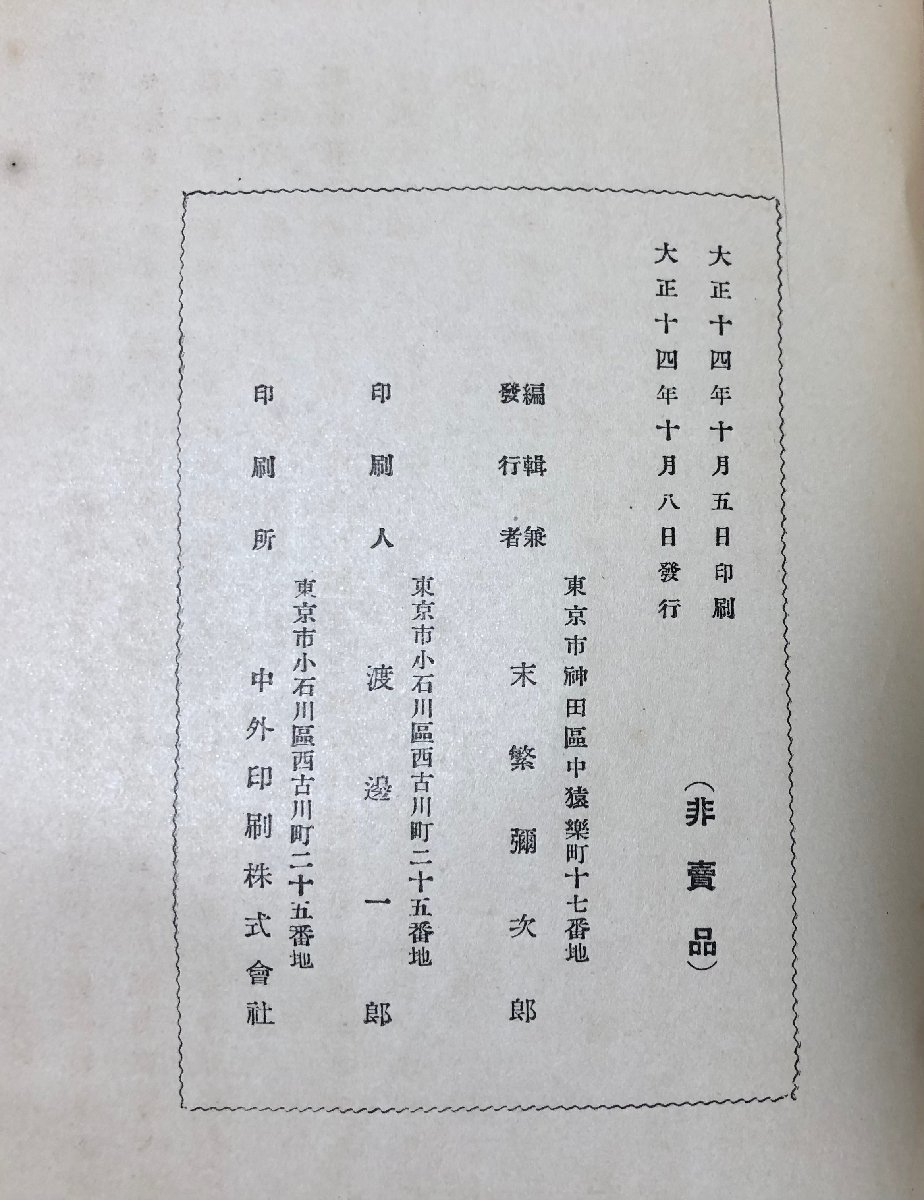 大正十四年十月五日印刷
大正十四年十月八日發行
（非賣品）
編輯兼
發行者
東京市神田區中猿樂町十七番地
末繁彌次郎
印刷人
東京市小石川區西古川町二十五番地
渡邊一郎
印刷所
東京市小石川區西古川町二十五番地
中外印刷株式會社